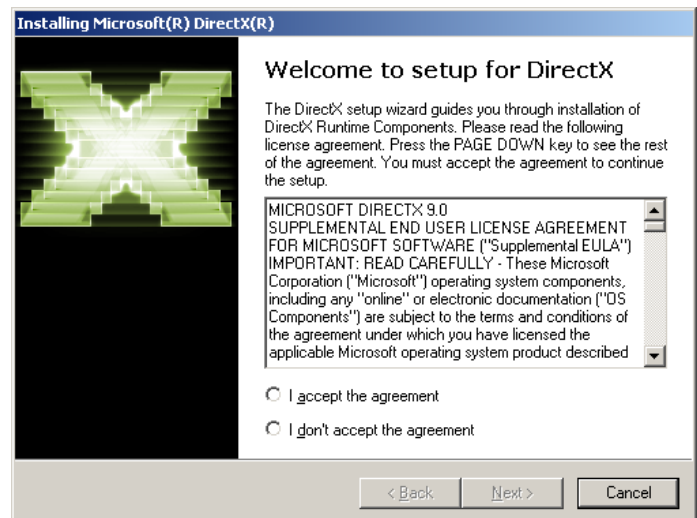 Installing Microsoft(R) DirectX(R)
Welcome to setup for DirectX
The DirectX setup wizard guides you through installation of
DirectX Runtime Components. Please read the following
license agreement. Press the PAGE DOWN key to see the rest
of the agreement. You must accept the agreement to continue
the setup.
MICROSOFT DIRECTX 9.0
SUPPLEMENTAL END USER LICENSE AGREEMENT
FOR MICROSOFT SOFTWARE ("Supplemental EULA")
IMPORTANT: READ CAREFULLY - These Microsoft
Corporation ("Microsoft") operating system components,
including any "online" or electronic documentation ("OS
Components") are subject to the terms and conditions of
the agreement under which you have licensed the
applicable Microsoft operating system product described
I accept the agreement
I don't accept the agreement
< Back
Next >
Cancel